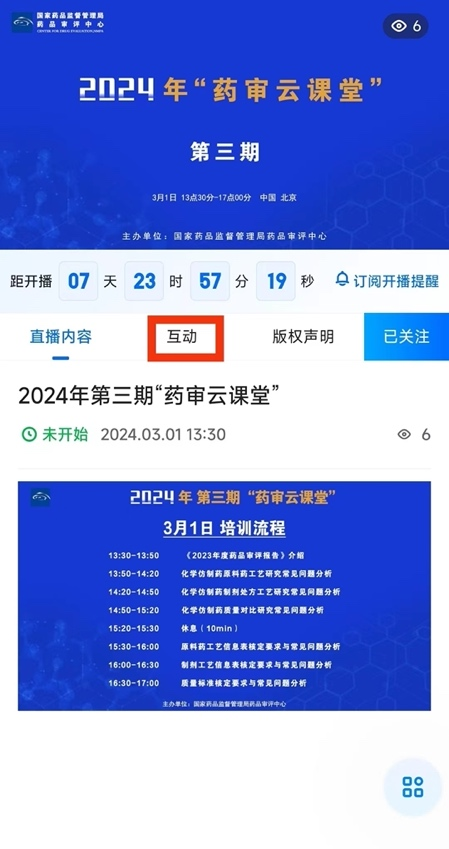 国家药品监督管理局
药品审评中心
CENTER FOR DRUG EVALUATION, NMPA
6
2024年“药审云课堂”
第三期
3月1日 13点30分-17点00分 中国 北京
主办单位：国家药品监督管理局药品审评中心
距开播 07 天 23 时 57 分 19 秒 订阅开播提醒
直播内容 互动 版权声明 已关注
2024年第三期“药审云课堂”
未开始 2024.03.01 13:30 6
2024年 第三期 “药审云课堂”
3月1日 培训流程
13:30-13:50 《2023年度药品审评报告》介绍
13:50-14:20 化学仿制药原料药工艺研究常见问题分析
14:20-14:50 化学仿制药制剂处方工艺研究常见问题分析
14:50-15:20 化学仿制药质量对比研究常见问题分析
15:20-15:30 休息（10min）
15:30-16:00 原料药工艺信息表核定要求与常见问题分析
16:00-16:30 制剂工艺信息表核定要求与常见问题分析
16:30-17:00 质量标准核定要求与常见问题分析
主办单位：国家药品监督管理局药品审评中心